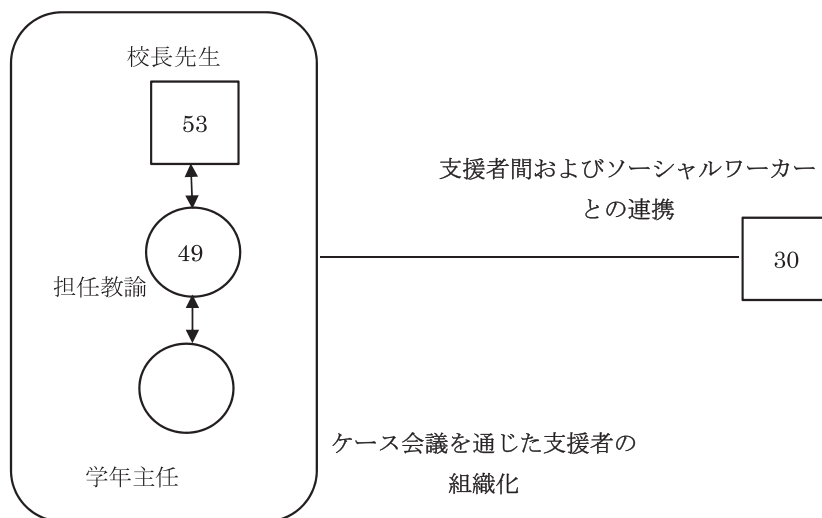 校長先生
53
支援者間およびソーシャルワーカー
との連携
49
30
担任教諭
ケース会議を通じた支援者の
組織化
学年主任